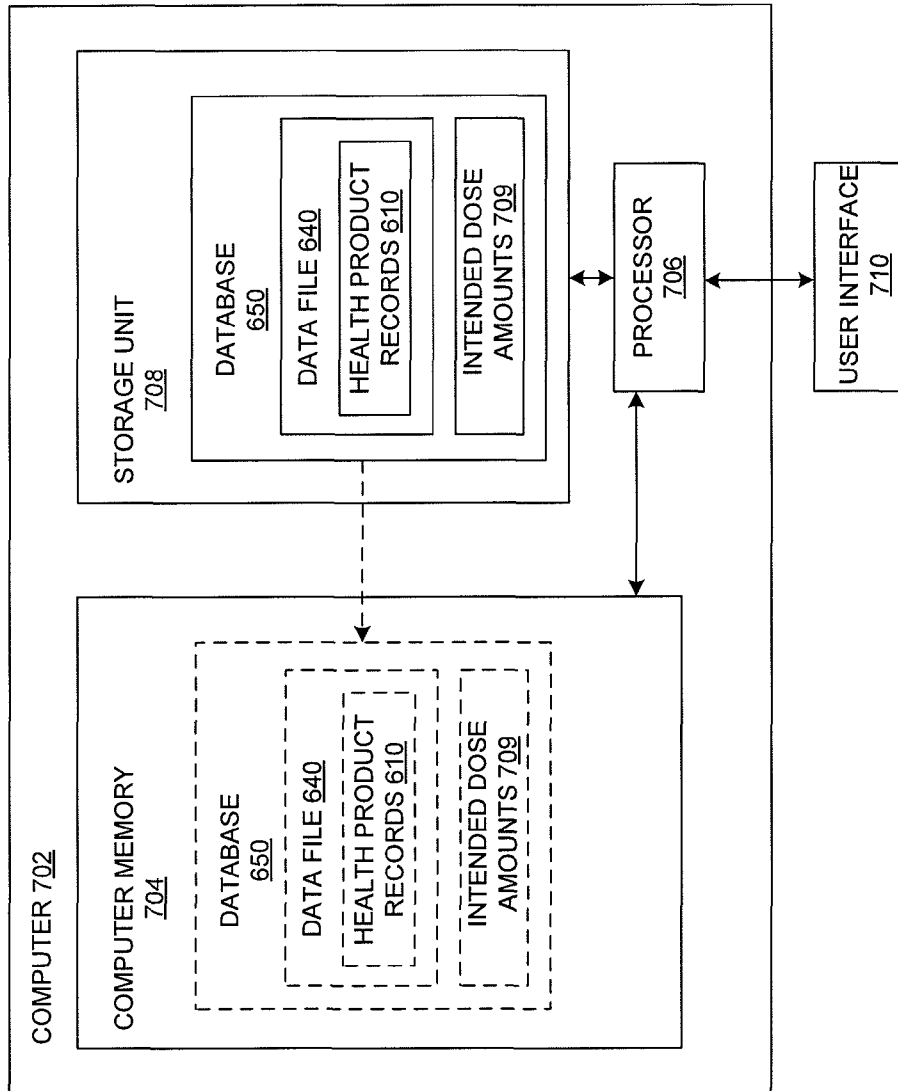 COMPUTER 702
COMPUTER MEMORY
704
DATABASE
650
DATA FILE 640
HEALTH PRODUCT
RECORDS 610
INTENDED DOSE
AMOUNTS 709
STORAGE UNIT
708
DATABASE
650
DATA FILE 640
HEALTH PRODUCT
RECORDS 610
INTENDED DOSE
AMOUNTS 709
PROCESSOR
706
USER INTERFACE
710